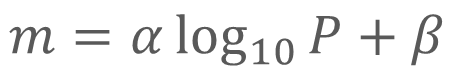 m = α log₁₀ P + β